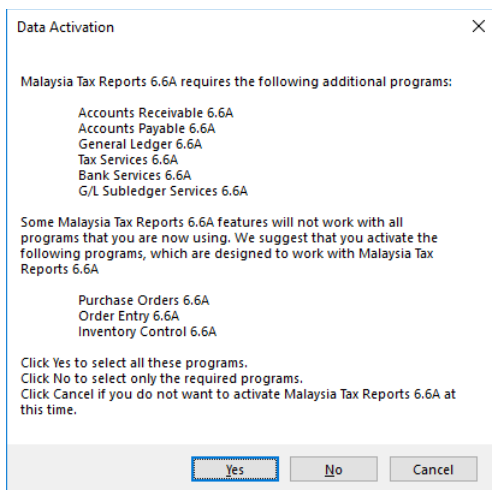 Data Activation
Malaysia Tax Reports 6.6A requires the following additional programs:
Accounts Receivable 6.6A
Accounts Payable 6.6A
General Ledger 6.6A
Tax Services 6.6A
Bank Services 6.6A
G/L Subledger Services 6.6A
Some Malaysia Tax Reports 6.6A features will not work with all
programs that you are now using. We suggest that you activate the
following programs, which are designed to work with Malaysia Tax
Reports 6.6A
Purchase Orders 6.6A
Order Entry 6.6A
Inventory Control 6.6A
Click Yes to select all these programs.
Click No to select only the required programs.
Click Cancel if you do not want to activate Malaysia Tax Reports 6.6A at
this time.
Yes No Cancel